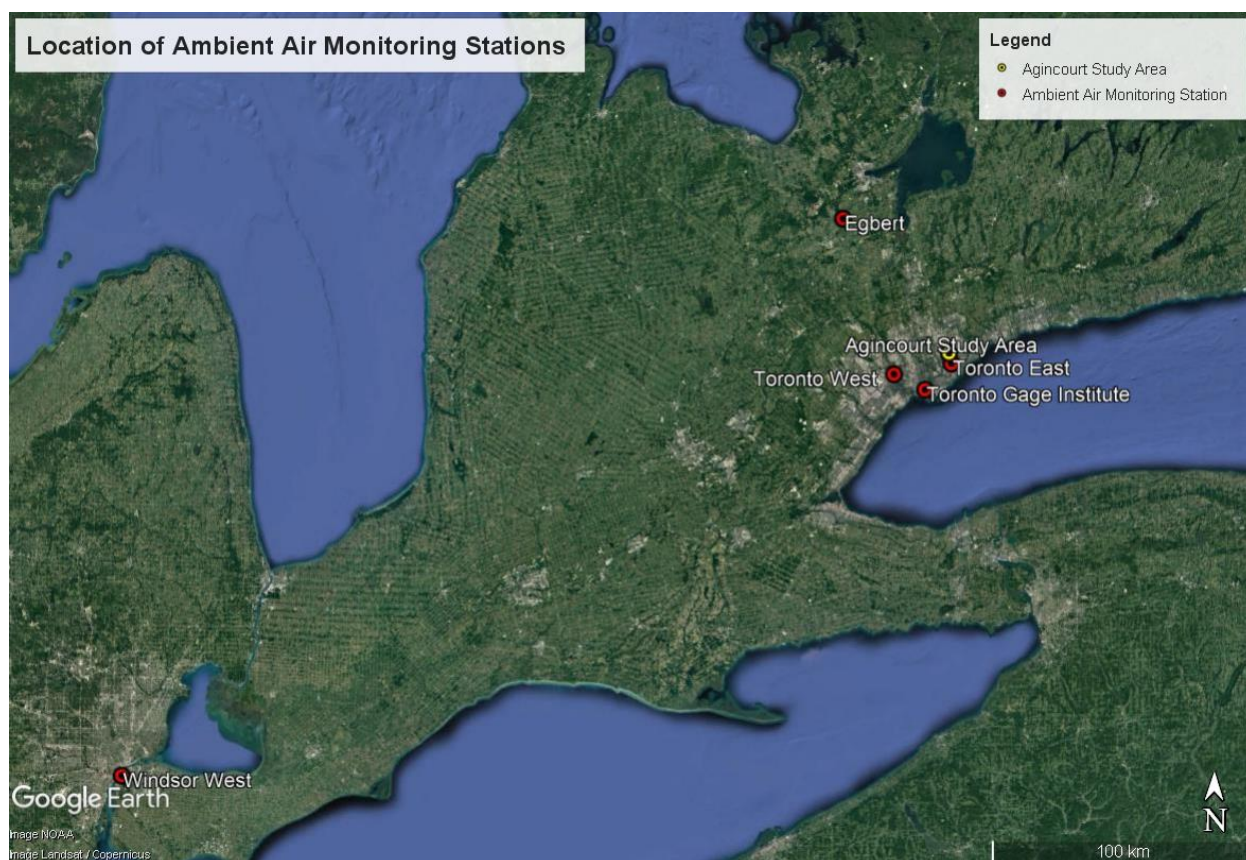 Location of Ambient Air Monitoring Stations
Legend
Agincourt Study Area
Ambient Air Monitoring Station
Egbert
Agincourt Study Area
Toronto East
Toronto West
Toronto Gage Institute
Windsor West
Google Earth
Image NOAA
Image Landsat / Copernicus
N
100 km